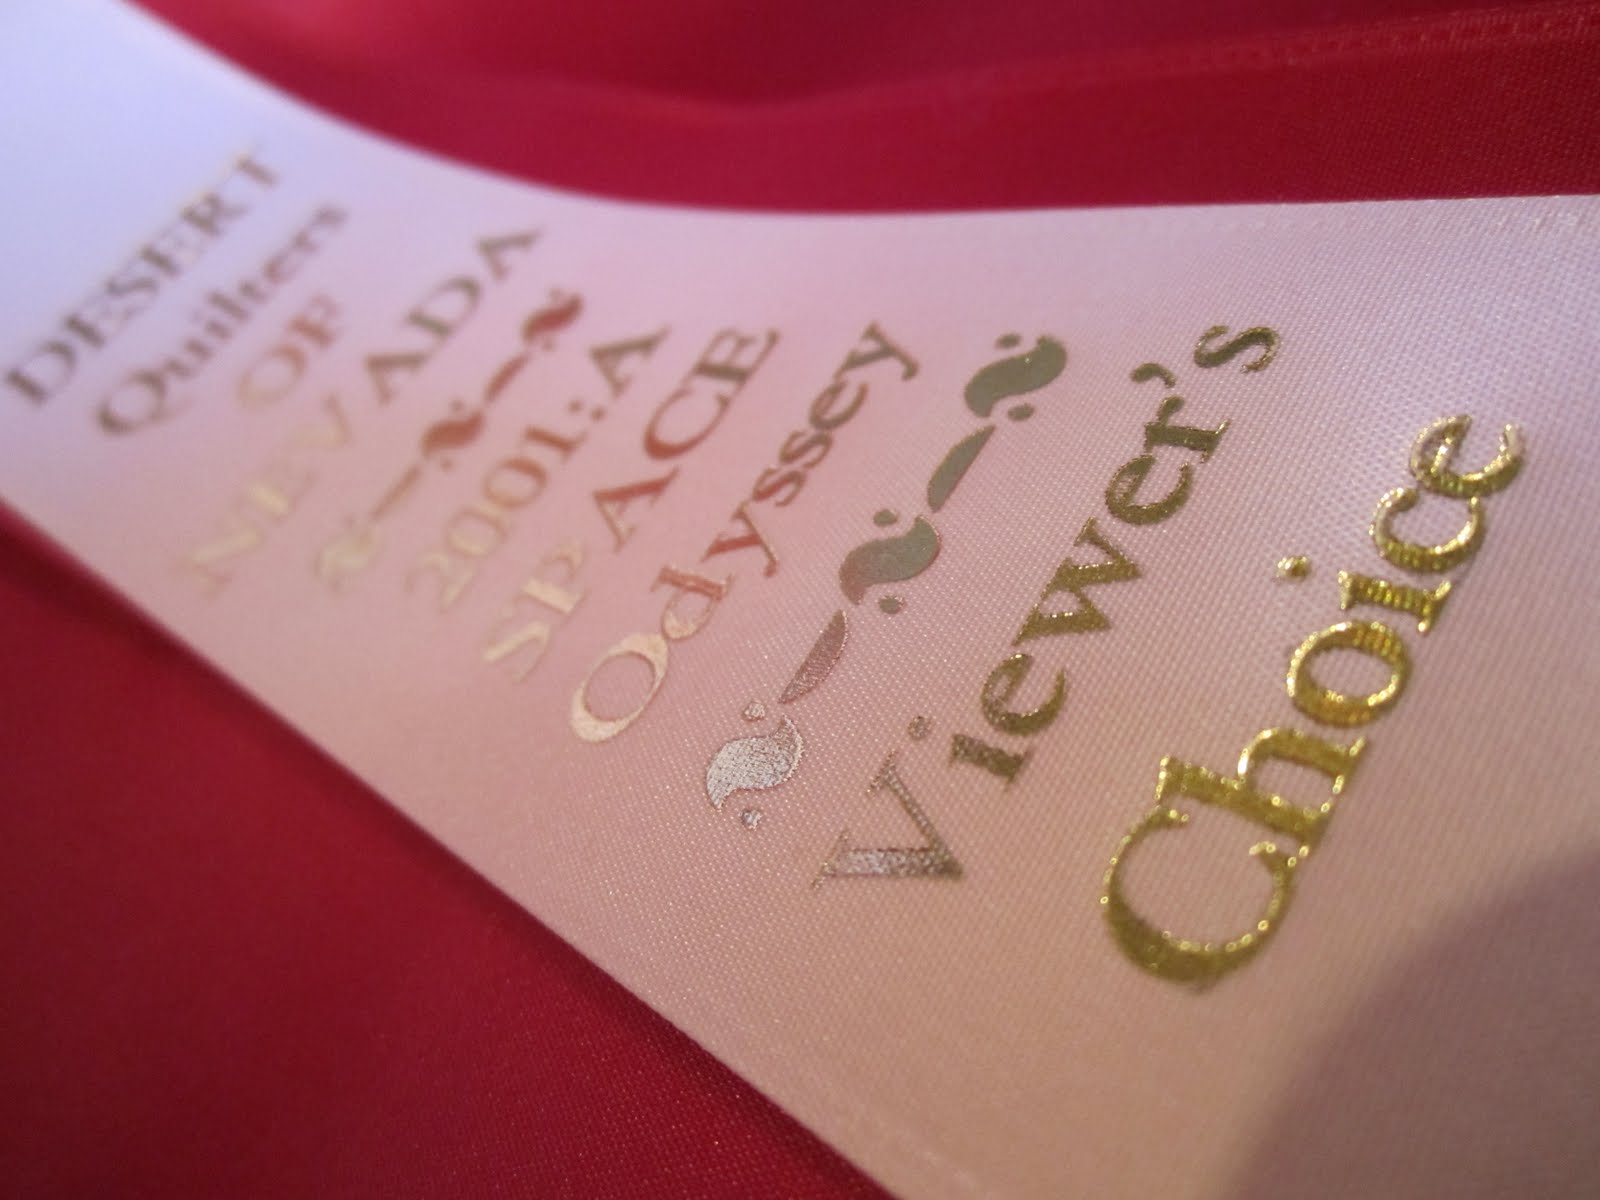 DESERT
Quilters
OF
NEVADA
2001: A
SPACE
Odyssey
Viewer's
Choice